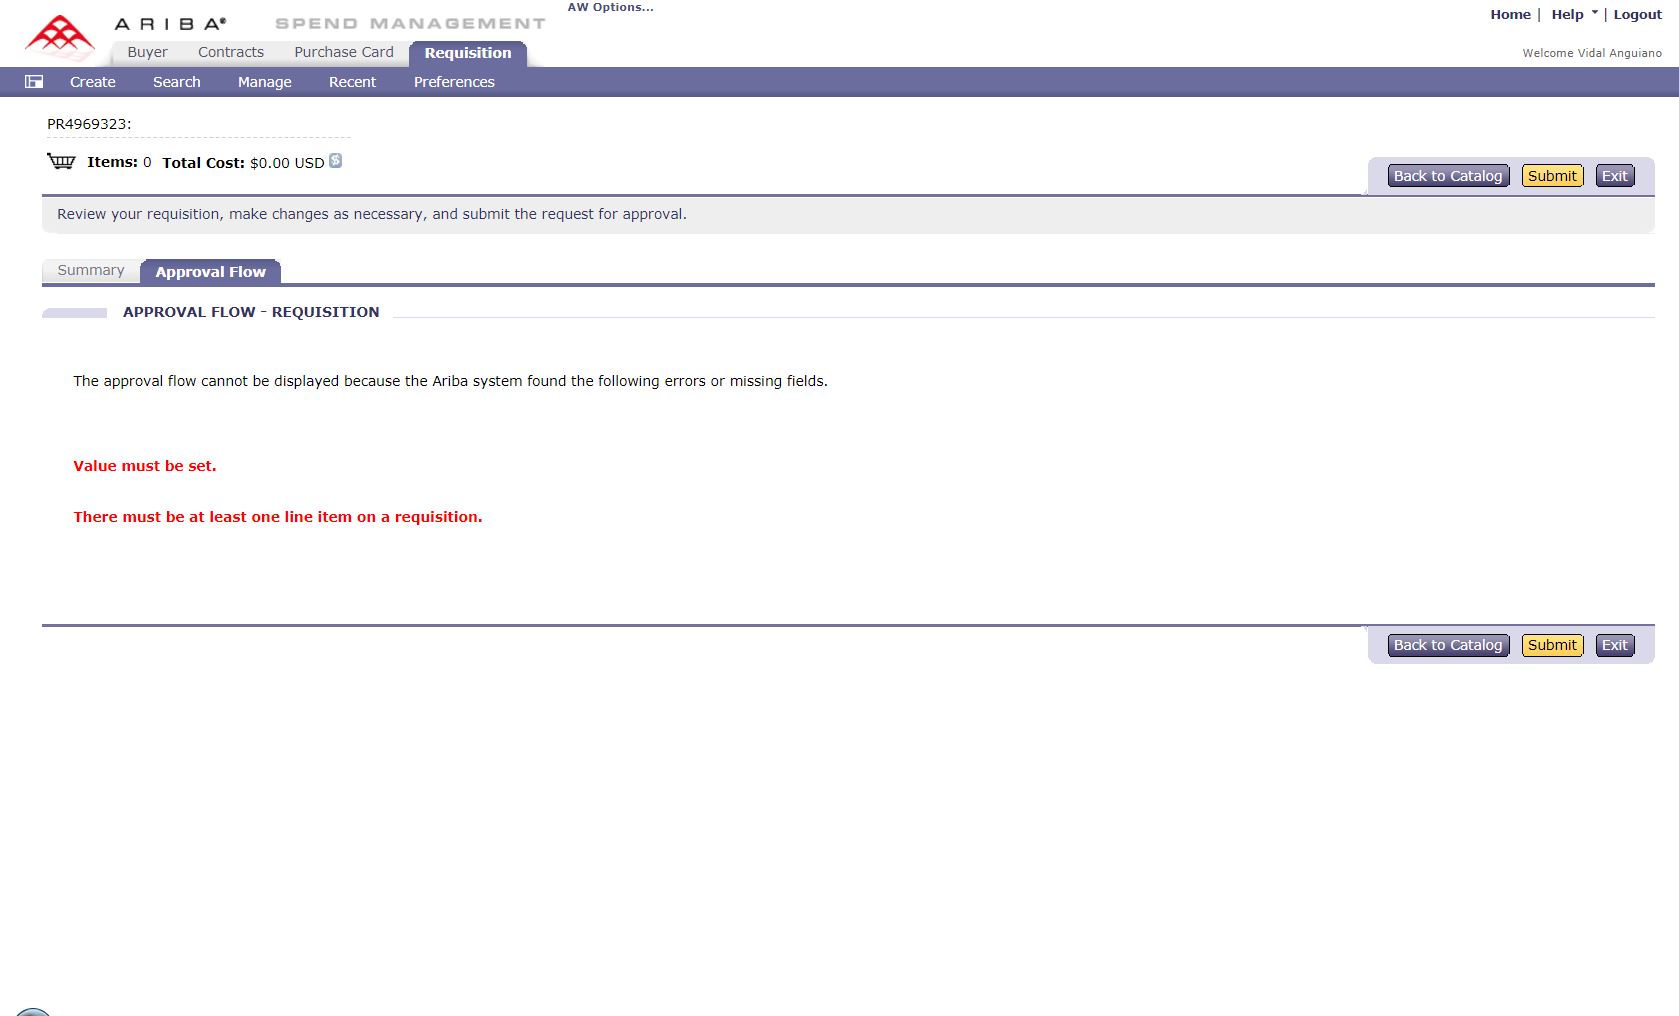 AW Options...
Home | Help | Logout
ARIBA® SPEND MANAGEMENT
Buyer Contracts Purchase Card Requisition
Welcome Vidal Anguiano
Create Search Manage Recent Preferences
PR4969323:
Items: 0 Total Cost: $0.00 USD $
Back to Catalog Submit Exit
Review your requisition, make changes as necessary, and submit the request for approval.
Summary Approval Flow
APPROVAL FLOW - REQUISITION
The approval flow cannot be displayed because the Ariba system found the following errors or missing fields.
Value must be set.
There must be at least one line item on a requisition.
Back to Catalog Submit Exit